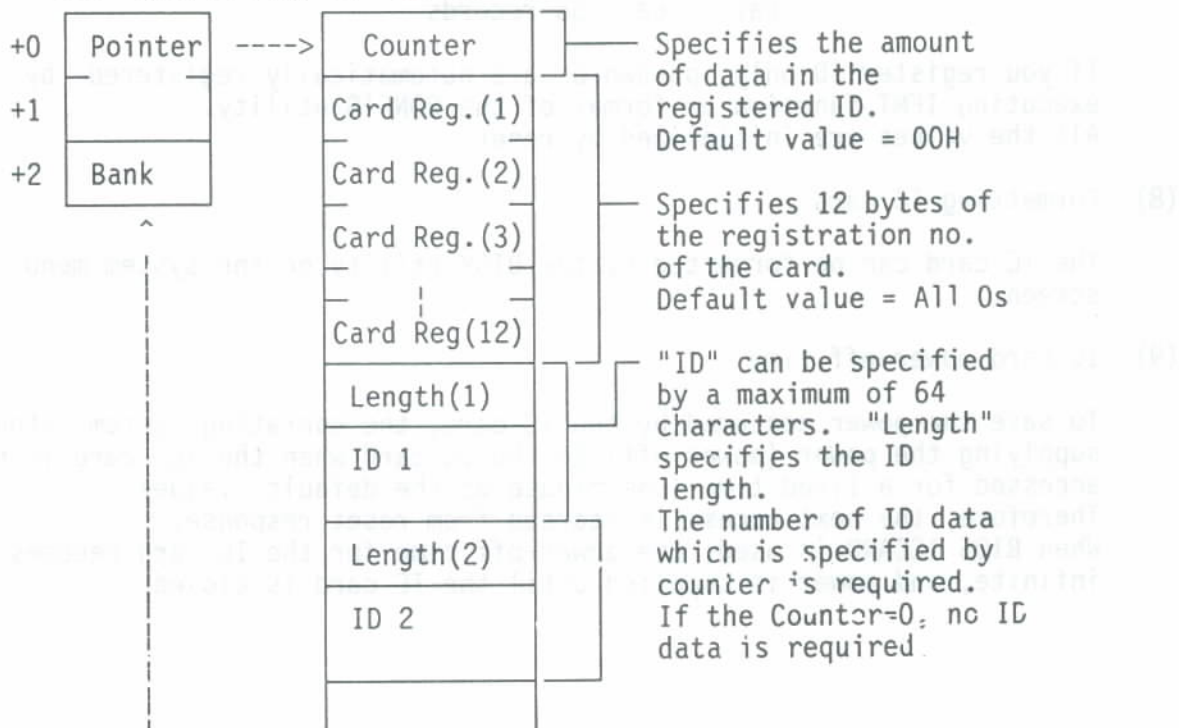 +0 Pointer ----> Counter
+1 Card Reg.(1)
+2 Bank Card Reg.(2)
Card Reg.(3)
Card Reg(12)
Length(1)
ID 1
Length(2)
ID 2
Specifies the amount
of data in the
registered ID.
Default value = 00H
Specifies 12 bytes of
the registration no.
of the card.
Default value = All 0s
"ID" can be specified
by a maximum of 64
characters. "Length"
specifies the ID
length.
The number of ID data
which is specified by
counter is required.
If the Counter=0, no ID
data is required